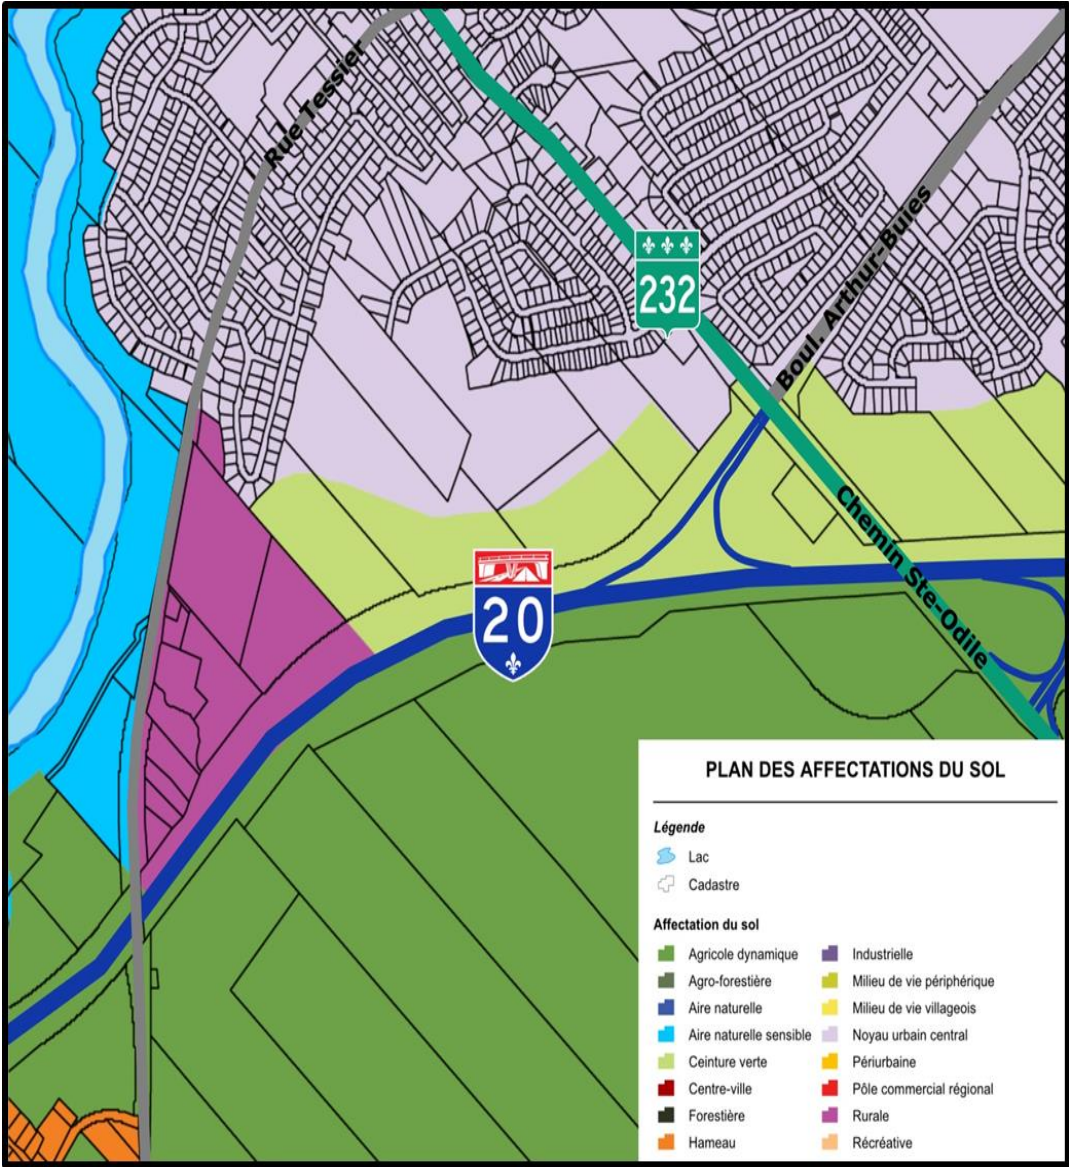 Rue Tessier
232
Boul. Arthur-Buies
Chemin Ste-Odile
20
PLAN DES AFFECTATIONS DU SOL
Légende
Lac
Cadastre
Affectation du sol
Agricole dynamique
Agro-forestière
Aire naturelle
Aire naturelle sensible
Ceinture verte
Centre-ville
Forestière
Hameau
Industrielle
Milieu de vie périphérique
Milieu de vie villageois
Noyau urbain central
Périurbaine
Pôle commercial régional
Rurale
Récréative